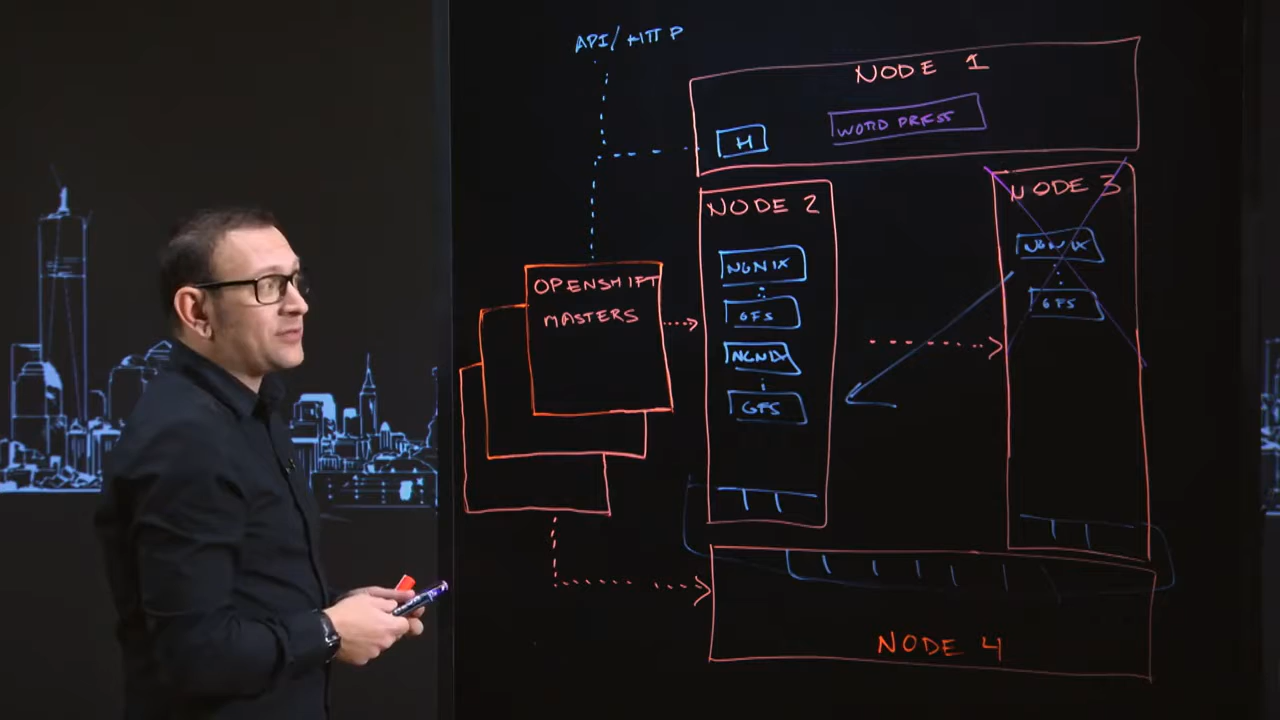 API/HTTP
NODE 1
WORD PRESS
H
NODE 2
NGNIX
GFS
NGNIX
GFS
NODE 3
NGNIX
GFS
OPENSHIFT
MASTERS
NODE 4